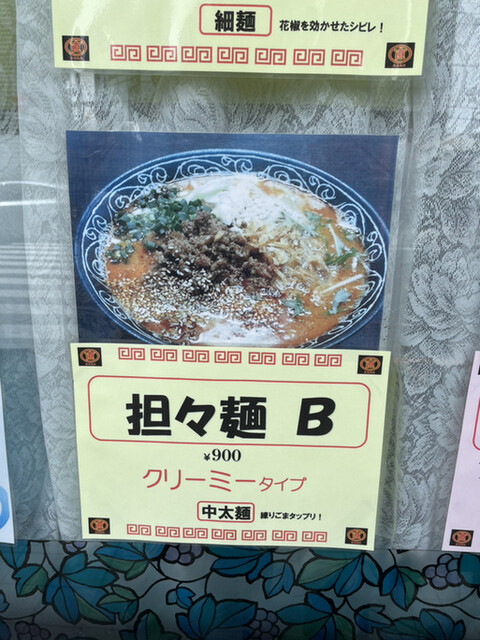 細麺
花椒を効かせたシビレ!
担々麺 B
¥900
クリーミータイプ
中太麺
練りごまタップリ!